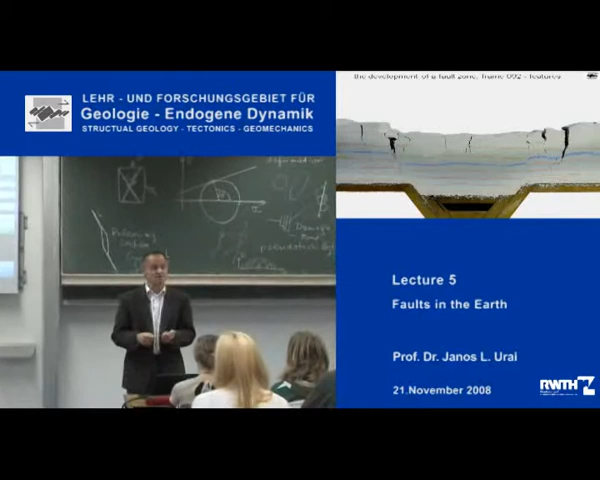 the development of a fault zone, frame 092 - features
LEHR - UND FORSCHUNGSGEBIET FÜR
Geologie - Endogene Dynamik
STRUCTUAL GEOLOGY - TECTONICS - GEOMECHANICS
Lecture 5
Faults in the Earth
Prof. Dr. Janos L. Urai
21.November 2008
RWTH